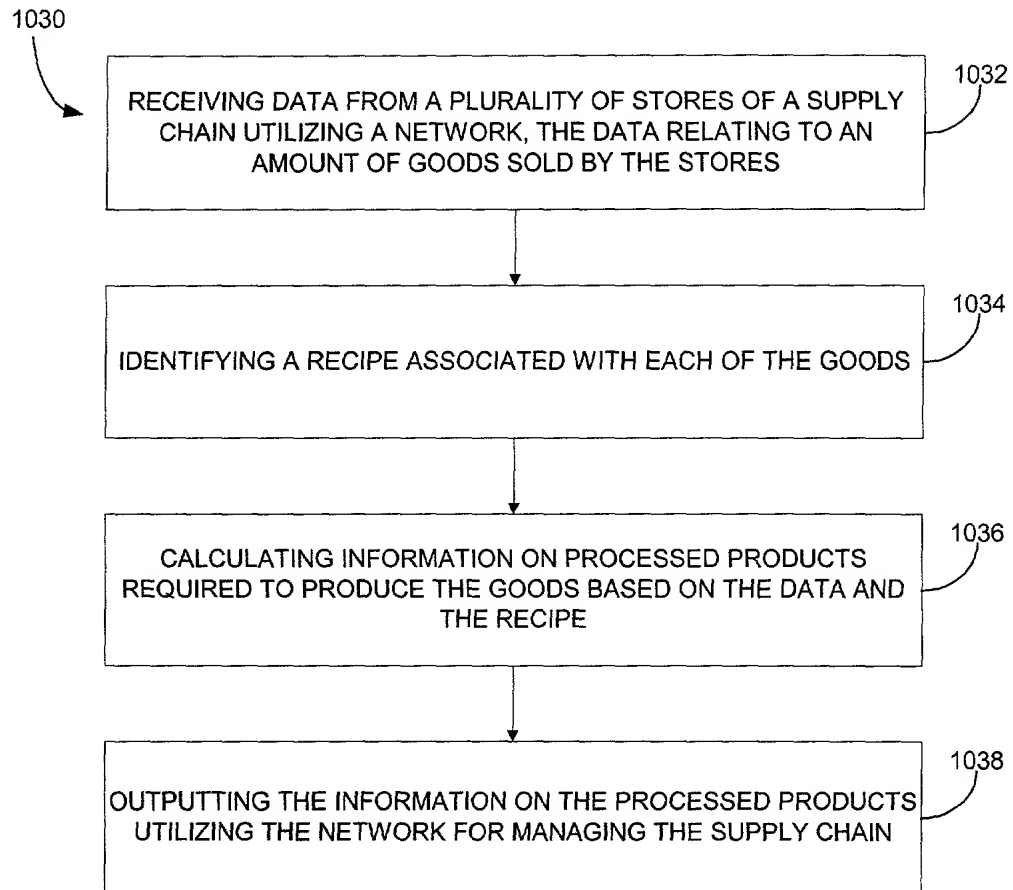 1030
1032
RECEIVING DATA FROM A PLURALITY OF STORES OF A SUPPLY
CHAIN UTILIZING A NETWORK, THE DATA RELATING TO AN
AMOUNT OF GOODS SOLD BY THE STORES
1034
IDENTIFYING A RECIPE ASSOCIATED WITH EACH OF THE GOODS
1036
CALCULATING INFORMATION ON PROCESSED PRODUCTS
REQUIRED TO PRODUCE THE GOODS BASED ON THE DATA AND
THE RECIPE
1038
OUTPUTTING THE INFORMATION ON THE PROCESSED PRODUCTS
UTILIZING THE NETWORK FOR MANAGING THE SUPPLY CHAIN